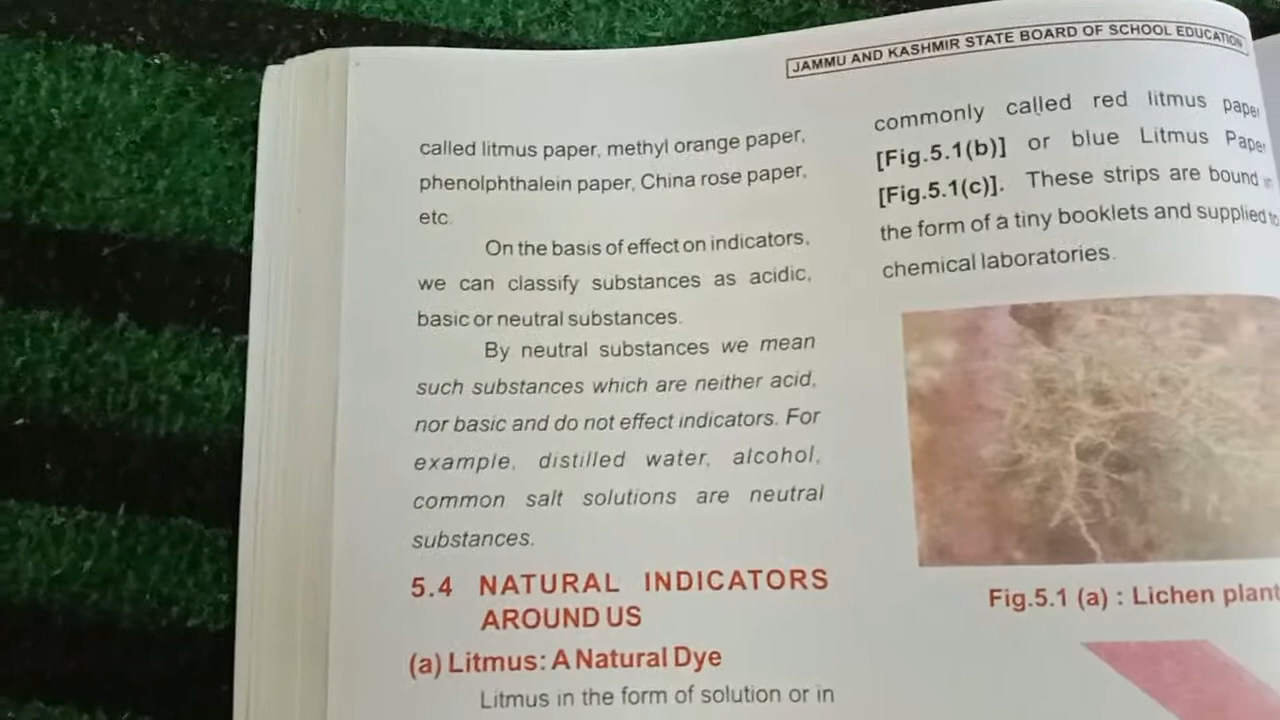 JAMMU AND KASHMIR STATE BOARD OF SCHOOL EDUCATION
called litmus paper, methyl orange paper,
phenolphthalein paper, China rose paper,
etc.
On the basis of effect on indicators,
we can classify substances as acidic,
basic or neutral substances.
By neutral substances we mean
such substances which are neither acid,
nor basic and do not effect indicators. For
example, distilled water, alcohol,
common salt solutions are neutral
substances.
5.4 NATURAL INDICATORS
AROUND US
(a) Litmus: A Natural Dye
Litmus in the form of solution or in
commonly called red litmus paper
[Fig.5.1(b)] or blue Litmus Paper
[Fig.5.1(c)]. These strips are bound in
the form of a tiny booklets and supplied to
chemical laboratories.
Fig.5.1 (a) : Lichen plant